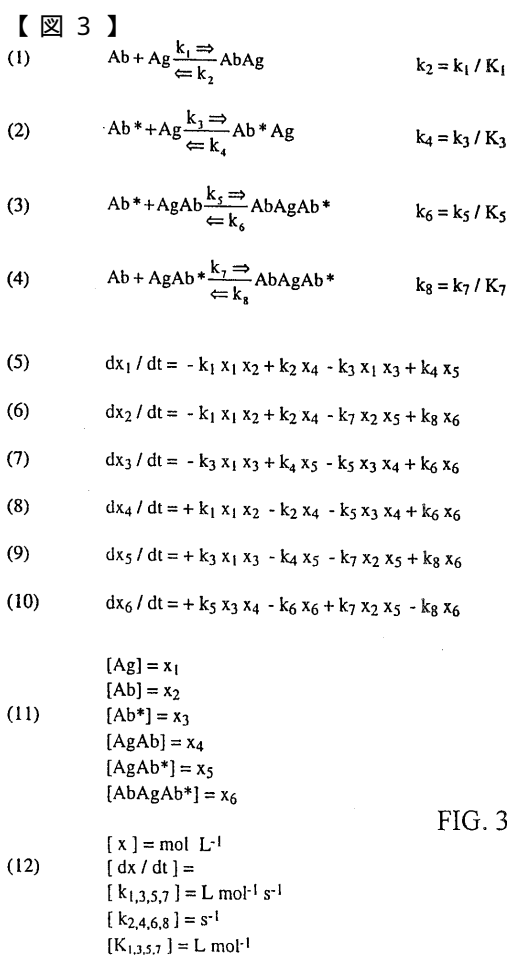 【図3】
(1) Ab + Ag k₁ ⇒ ⇐ k₂ AbAg k₂ = k₁ / K₁
(2) Ab* + Ag k₃ ⇒ ⇐ k₄ Ab*Ag k₄ = k₃ / K₃
(3) Ab* + AgAb k₅ ⇒ ⇐ k₆ AbAgAb* k₆ = k₅ / K₅
(4) Ab + AgAb* k₇ ⇒ ⇐ k₈ AbAgAb* k₈ = k₇ / K₇
(5) dx₁ / dt = - k₁ x₁ x₂ + k₂ x₄ - k₃ x₁ x₃ + k₄ x₅
(6) dx₂ / dt = - k₁ x₁ x₂ + k₂ x₄ - k₇ x₂ x₅ + k₈ x₆
(7) dx₃ / dt = - k₃ x₁ x₃ + k₄ x₅ - k₅ x₃ x₄ + k₆ x₆
(8) dx₄ / dt = + k₁ x₁ x₂ - k₂ x₄ - k₅ x₃ x₄ + k₆ x₆
(9) dx₅ / dt = + k₃ x₁ x₃ - k₄ x₅ - k₇ x₂ x₅ + k₈ x₆
(10) dx₆ / dt = + k₅ x₃ x₄ - k₆ x₆ + k₇ x₂ x₅ - k₈ x₆
[Ag] = x₁
[Ab] = x₂
(11) [Ab*] = x₃
[AgAb] = x₄
[AgAb*] = x₅
[AbAgAb*] = x₆
FIG. 3
[ x ] = mol L⁻¹
(12) [ dx / dt ] =
[ k₁,₃,₅,₇ ] = L mol⁻¹ s⁻¹
[ k₂,₄,₆,₈ ] = s⁻¹
[K₁,₃,₅,₇ ] = L mol⁻¹